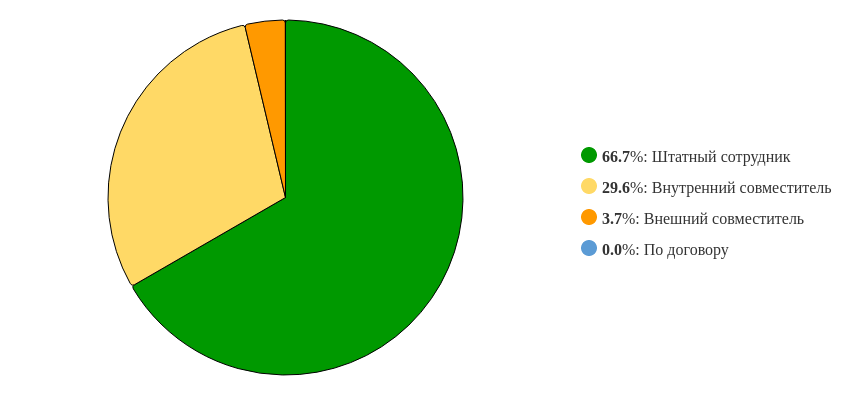 66.7%: Штатный сотрудник
29.6%: Внутренний совместитель
3.7%: Внешний совместитель
0.0%: По договору